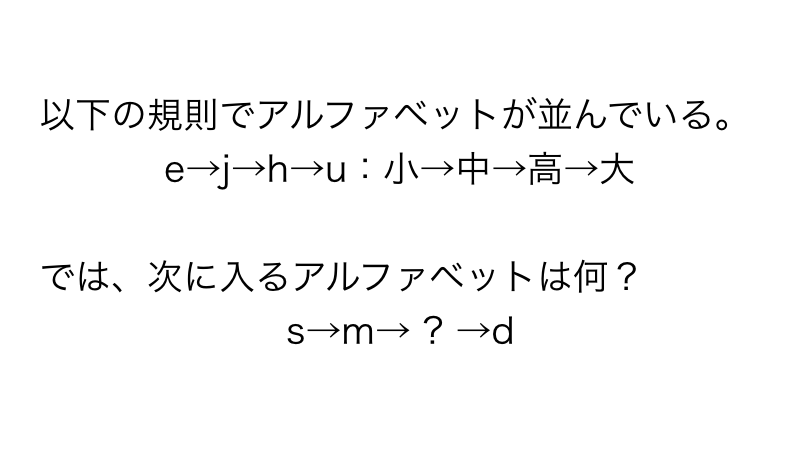 以下の規則でアルファベットが並んでいる。
e→j→h→u：小→中→高→大
では、次に入るアルファベットは何？
s→m→？→d